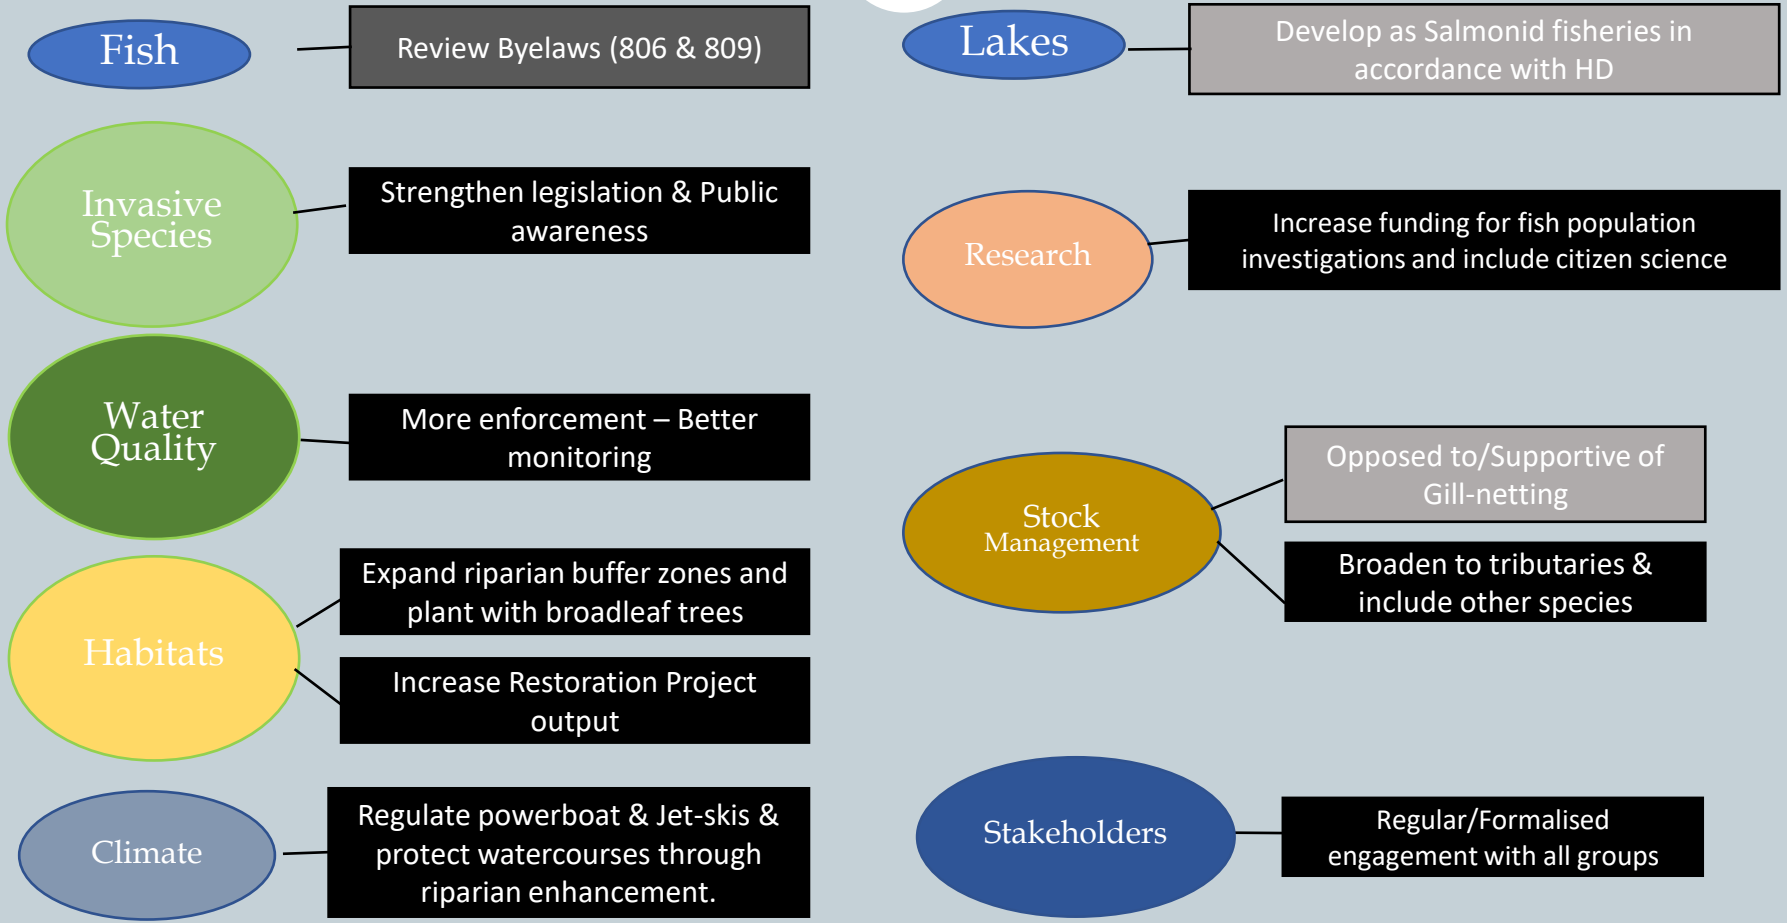 Fish
Review Byelaws (806 & 809)
Invasive
Species
Strengthen legislation & Public
awareness
Water
Quality
More enforcement – Better
monitoring
Habitats
Expand riparian buffer zones and
plant with broadleaf trees
Increase Restoration Project
output
Climate
Regulate powerboat & Jet-skis &
protect watercourses through
riparian enhancement.
Lakes
Develop as Salmonid fisheries in
accordance with HD
Research
Increase funding for fish population
investigations and include citizen science
Stock
Management
Opposed to/Supportive of
Gill-netting
Broaden to tributaries &
include other species
Stakeholders
Regular/Formalised
engagement with all groups